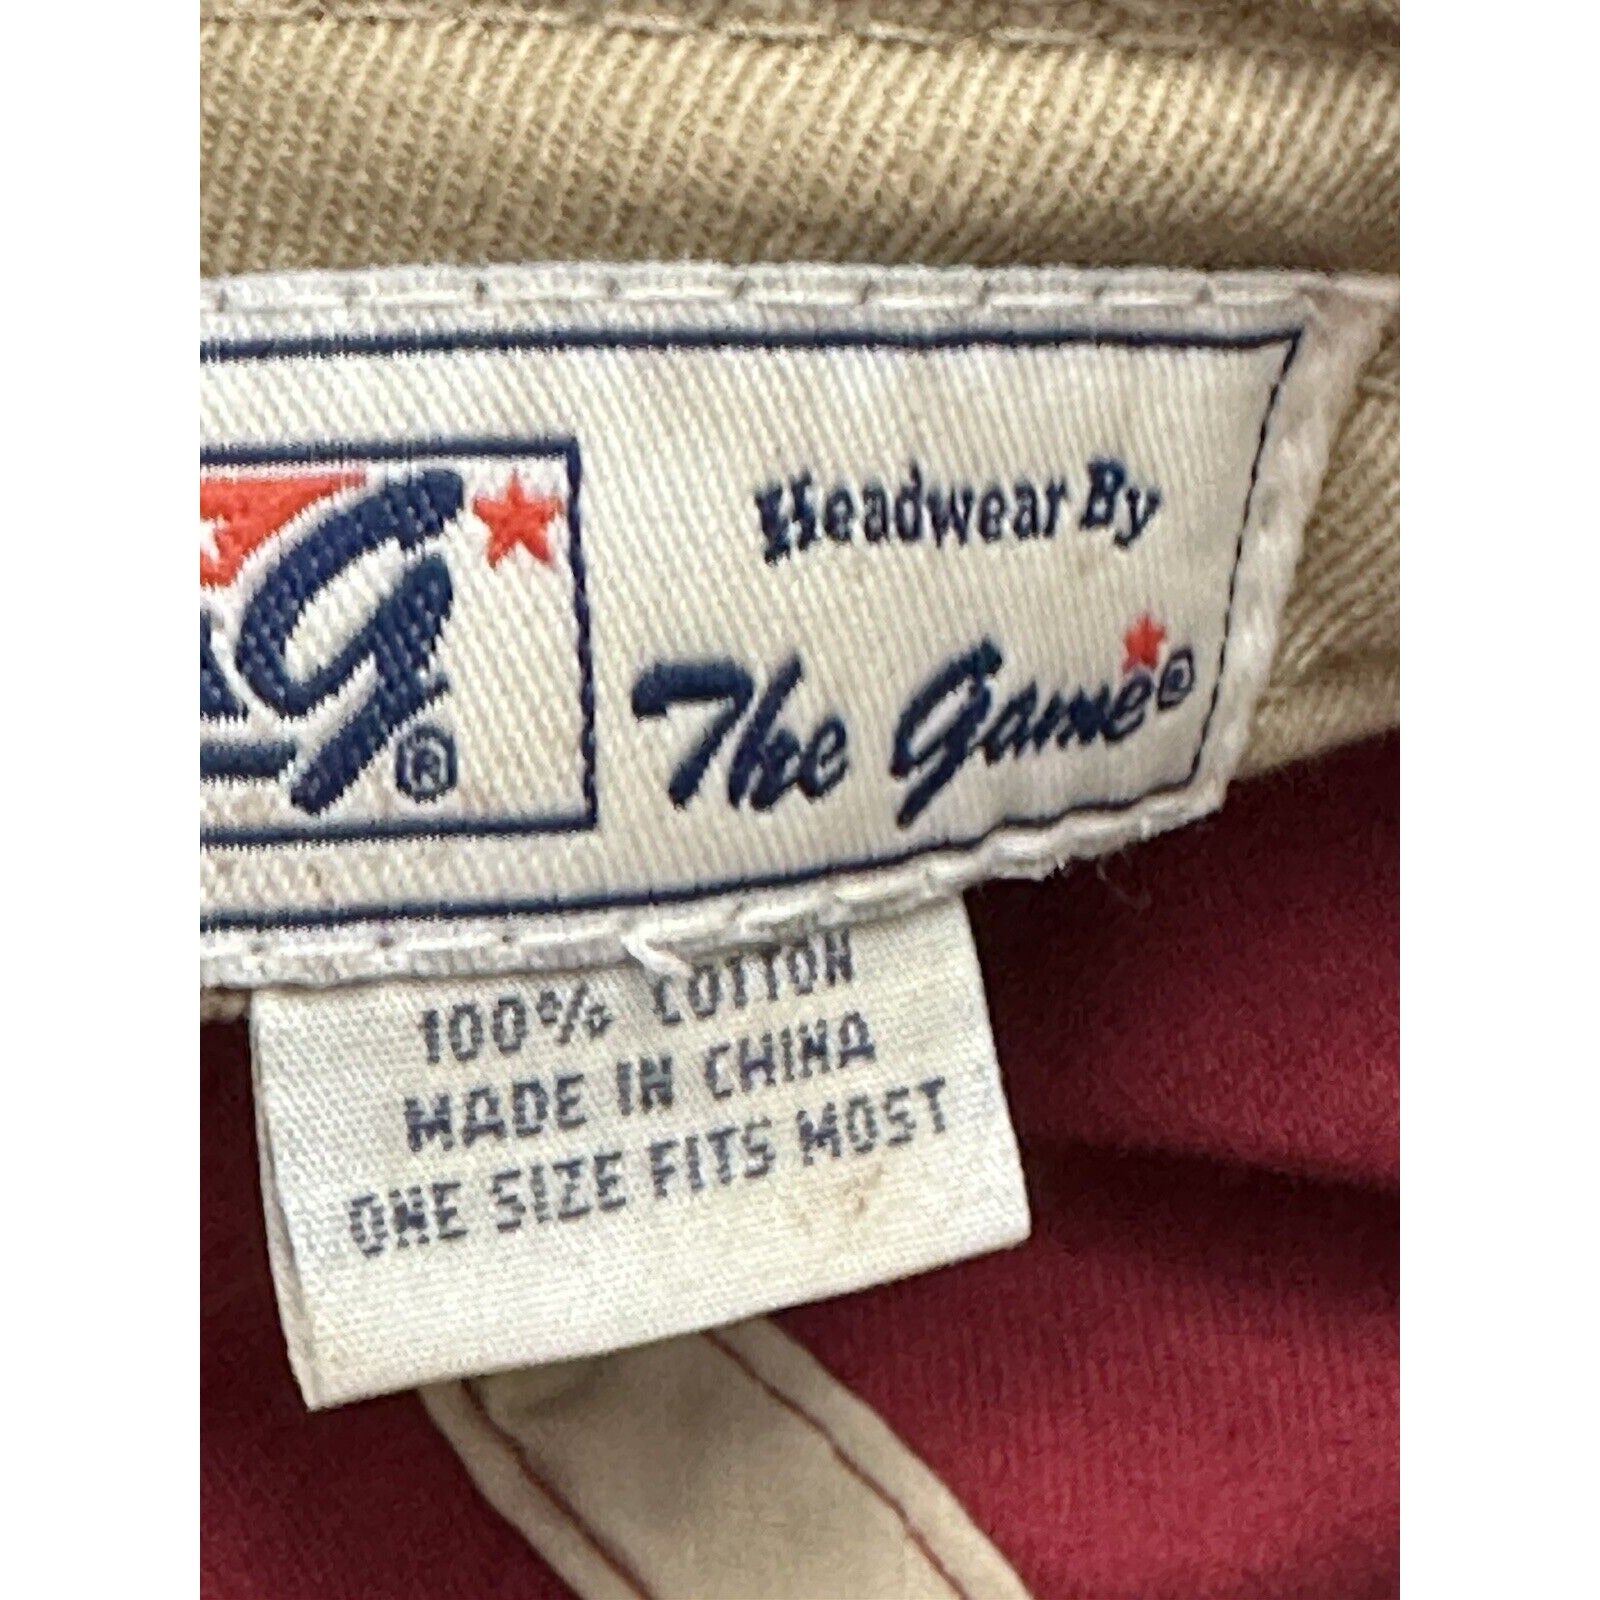 G®
Headwear By
The Game®
100% COTTON
MADE IN CHINA
ONE SIZE FITS MOST